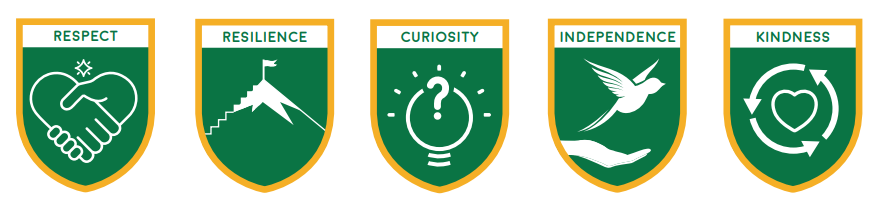 RESPECT
RESILIENCE
CURIOSITY
INDEPENDENCE
KINDNESS
?